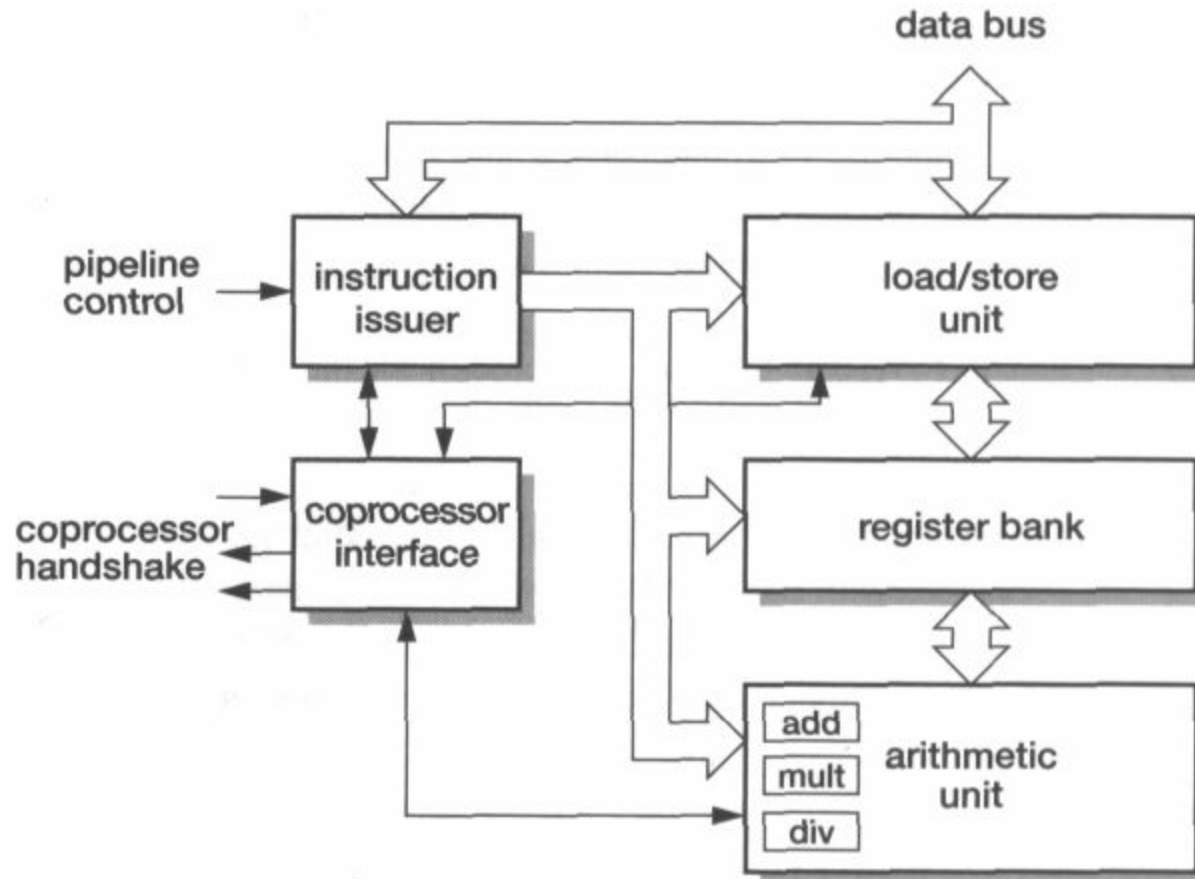 data bus
pipeline
control
instruction
issuer
load/store
unit
coprocessor
handshake
coprocessor
interface
register bank
add
mult
div
arithmetic
unit